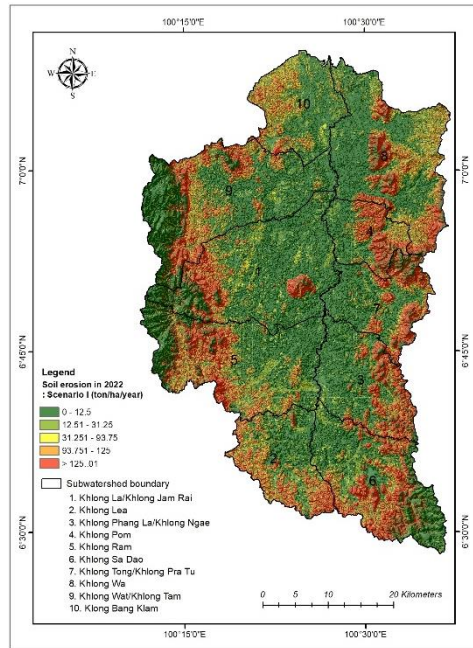 100°15'0"E 100°30'0"E
N
W E
S
10
7°0'0"N 7°0'0"N
8
9
4
1
7
6°45'0"N 6°45'0"N
5
3
Legend
Soil erosion in 2022
: Scenario I (ton/ha/year)
0 - 12.5
12.51 - 31.25
31.251 - 93.75
93.751 - 125
> 125..01
2
6
Subwatershed boundary
1. Khlong La/Khlong Jam Rai
2. Khlong Lea
3. Khlong Phang La/Khlong Ngae
4. Khlong Pom
5. Khlong Ram
6. Khlong Sa Dao
7. Khlong Tong/Khlong Pra Tu
8. Khlong Wa
9. Khlong Wat/Khlong Tam
10. Klong Bang Klam
6°30'0"N 6°30'0"N
0 5 10 20 Kilometers
100°15'0"E 100°30'0"E